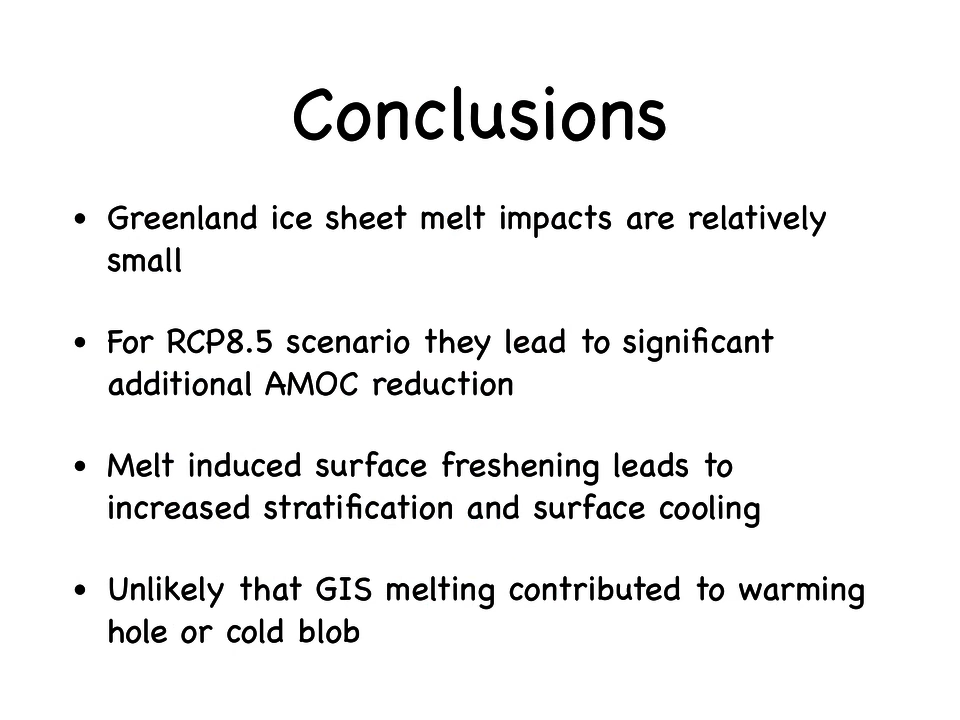 Conclusions
• Greenland ice sheet melt impacts are relatively
small
• For RCP8.5 scenario they lead to significant
additional AMOC reduction
• Melt induced surface freshening leads to
increased stratification and surface cooling
• Unlikely that GIS melting contributed to warming
hole or cold blob